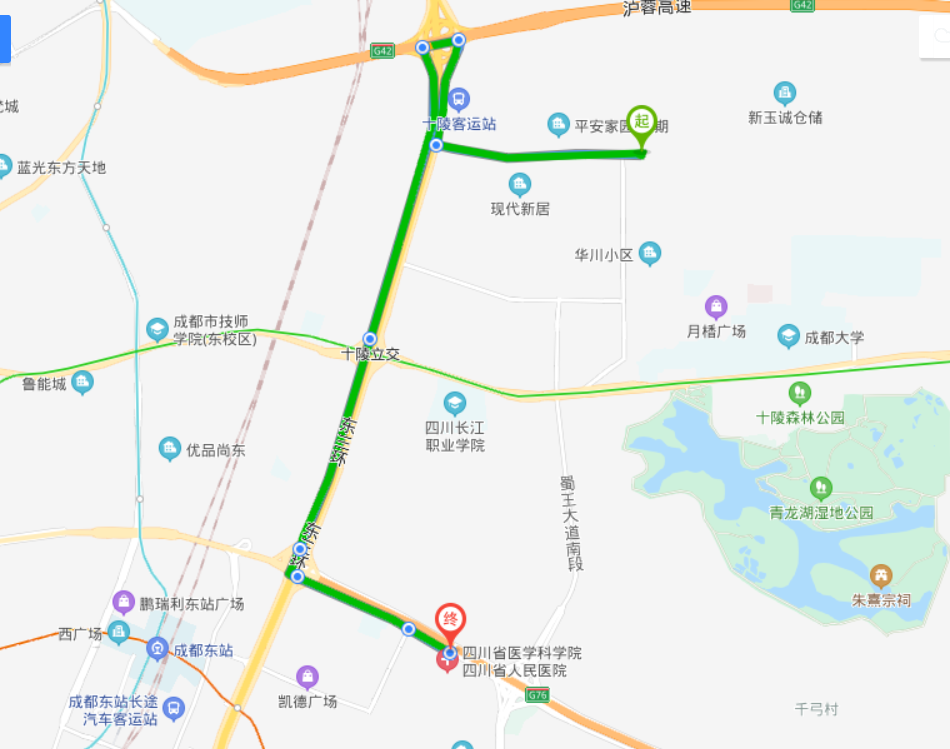 沪蓉高速
G42
G42
十陵客运站
平安家园
期
起
新玉诚仓储
蓝光东方天地
现代新居
华川小区
月樯广场
成都市技师
学院(东校区)
成都大学
十陵立交
鲁能城
四川长江
职业学院
十陵森林公园
东三环
优品尚东
蜀王大道南段
青龙湖湿地公园
东三环
朱熹宗祠
鹏瑞利东站广场
终
西广场
成都东站
四川省医学科学院
四川省人民医院
凯德广场
G76
成都东站长途
汽车客运站
千弓村